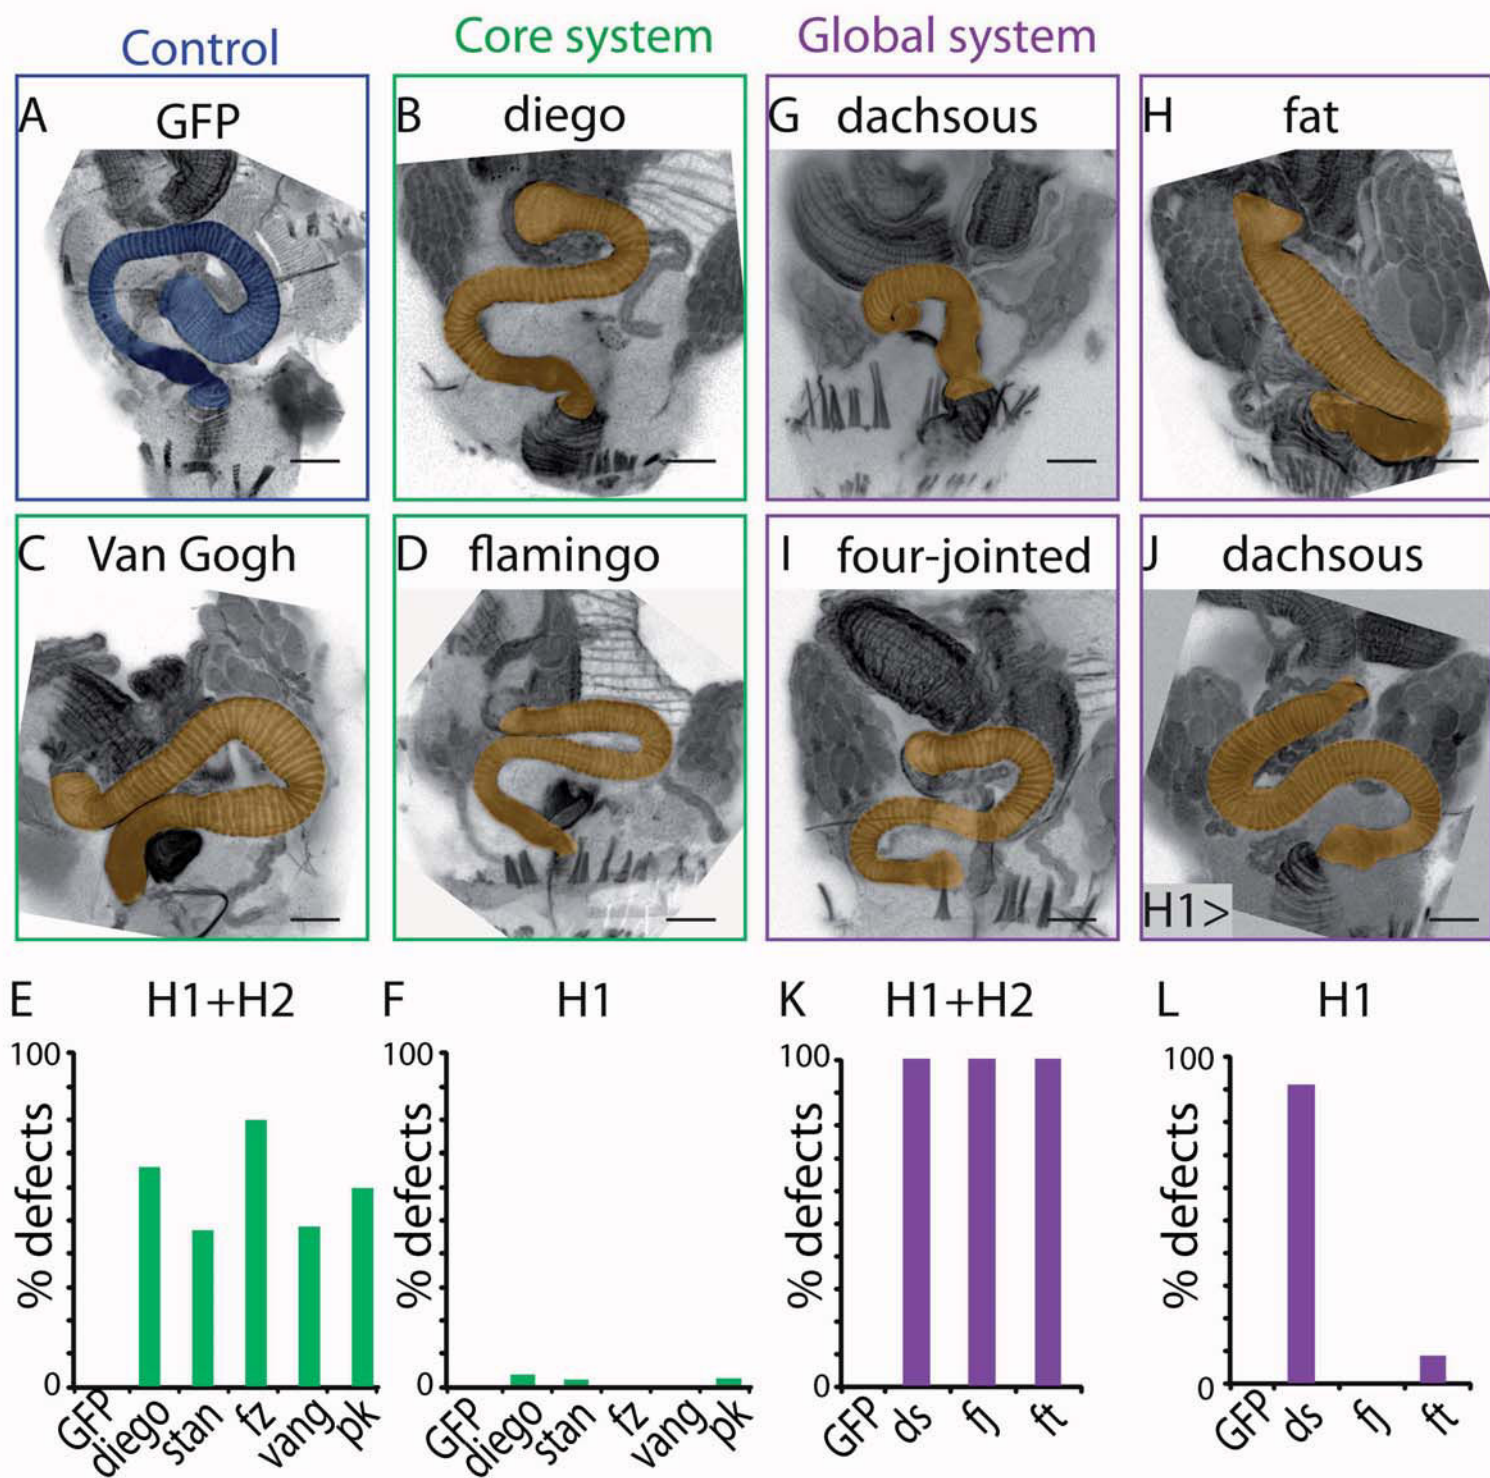 Control
Core system
Global system
A GFP
B diego
G dachsous
H fat
C Van Gogh
D flamingo
I four-jointed
J dachsous
H1>
E H1+H2
F H1
K H1+H2
L H1
100
% defects
0
GFP
diego
stan
fz
vang
pk
100
% defects
0
GFP
diego
stan
fz
vang
pk
100
% defects
0
GFP
ds
fj
ft
100
% defects
0
GFP
ds
fj
ft